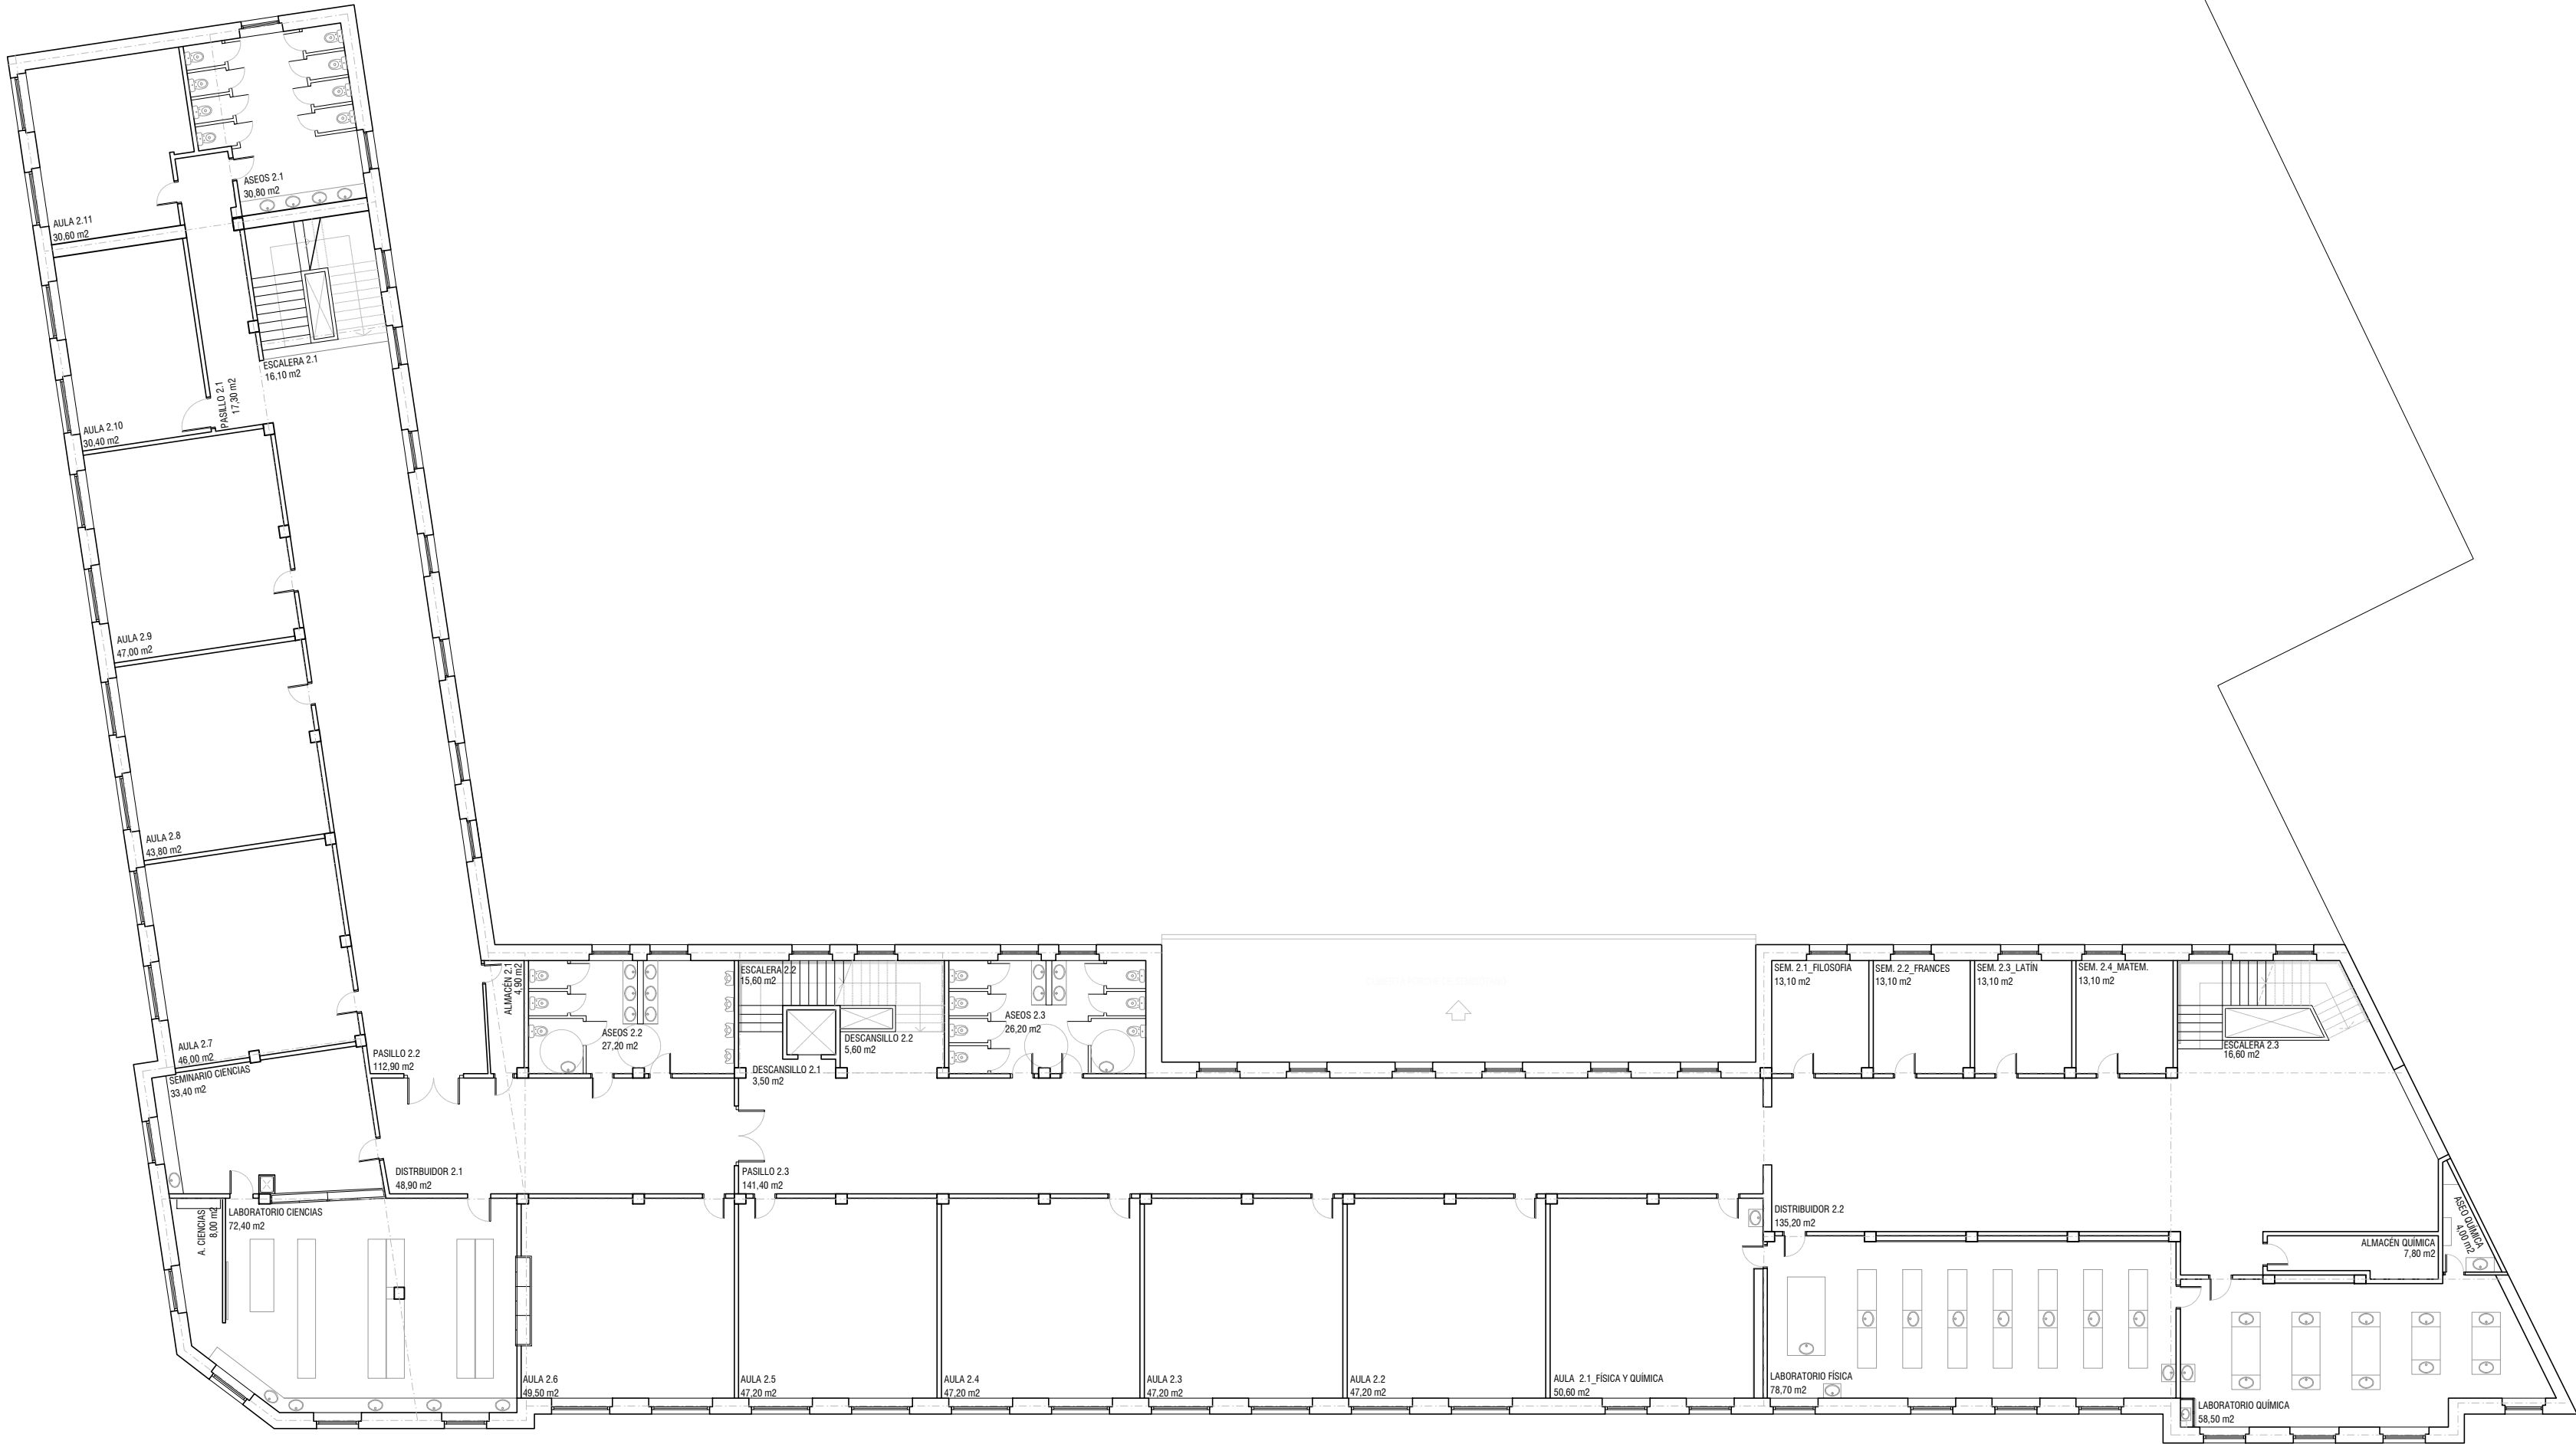 ASEOS 2.1
30,80 m2
AULA 2.11
30,60 m2
ESCALERA 2.1
16,10 m2
PASILLO 2.1
17,30 m2
AULA 2,10
30,40 m2
AULA 2.9
47,00 m2
AULA 2.8
43,80 m2
AULA 2.7
46,00 m2
SEMINARIO CIENCIAS
33,40 m2
PASILLO 2.2
112,90 m2
ALMACÉN 2.1
4,90 m2
ASEOS 2.2
27,20 m2
ESCALERA 2.2
15,60 m2
DESCANSILLO 2.2
5,60 m2
DESCANSILLO 2.1
3,50 m2
ASEOS 2.3
26,20 m2
SEM. 2.1_FILOSOFIA
13,10 m2
SEM. 2.2_FRANCES
13,10 m2
SEM. 2.3_LATÍN
13,10 m2
SEM. 2.4_MATEM.
13,10 m2
ESCALERA 2.3
16,60 m2
DISTRBUIDOR 2.1
48,90 m2
PASILLO 2.3
141,40 m2
DISTRIBUIDOR 2.2
135,20 m2
ASEO QUÍMICA
4,00 m2
ALMACÉN QUÍMICA
7,80 m2
A. CIENCIAS
8,00 m2
LABORATORIO CIENCIAS
72,40 m2
AULA 2.6
49,50 m2
AULA 2.5
47,20 m2
AULA 2.4
47,20 m2
AULA 2.3
47,20 m2
AULA 2.2
47,20 m2
AULA  2.1_FÍSICA Y QUÍMICA
50,60 m2
LABORATORIO FÍSICA
78,70 m2
LABORATORIO QUÍMICA
58,50 m2